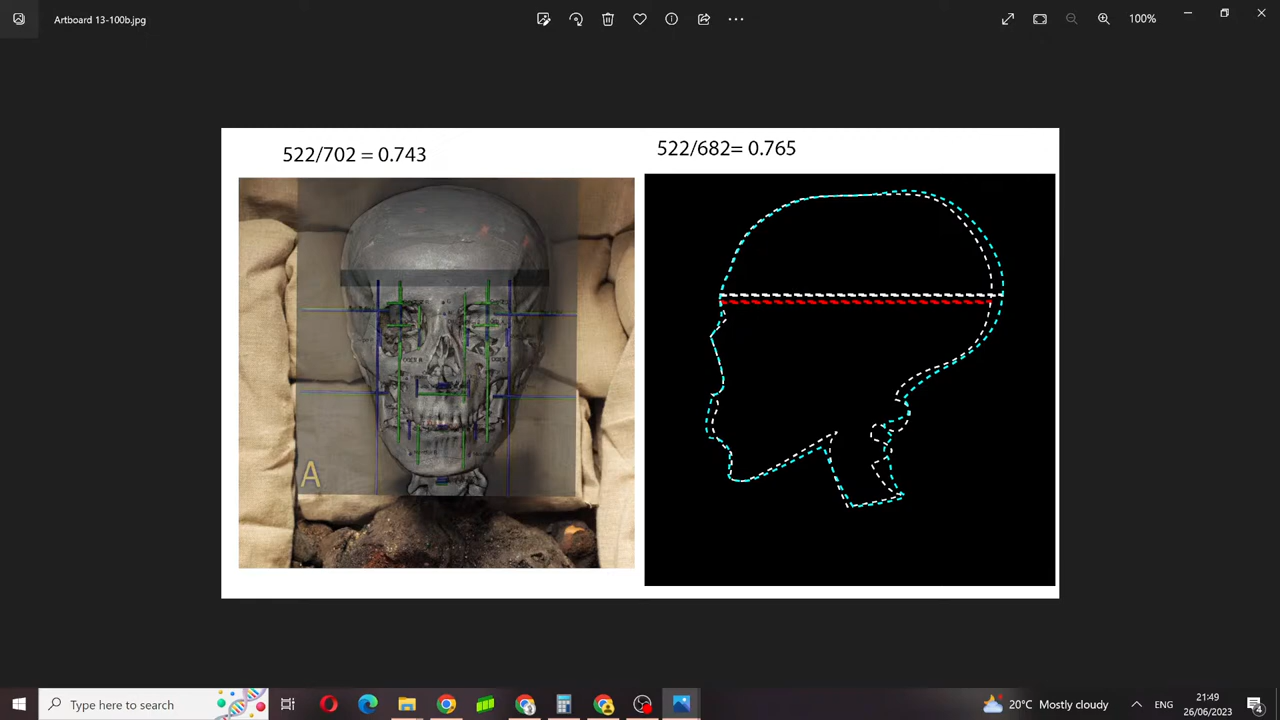 Artboard 13-100b.jpg
100%
522/702 = 0.743
522/682= 0.765
A
Type here to search
20°C Mostly cloudy
ENG
21:49
26/06/2023